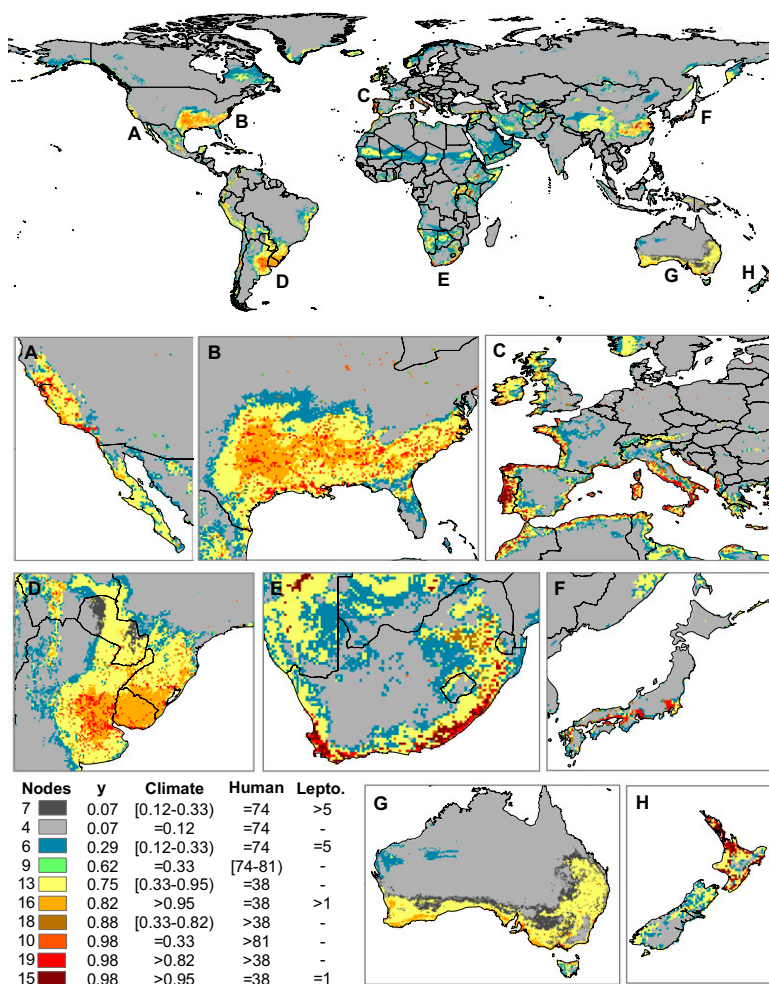 C
A
B
F
D
E
G
H
A
B
C
D
E
F
Nodes y Climate Human Lepto.
7 0.07 [0.12-0.33) =74 >5
4 0.07 =0.12 =74 -
6 0.29 [0.12-0.33) =74 =5
9 0.62 =0.33 [74-81) -
13 0.75 [0.33-0.95) =38 -
16 0.82 >0.95 =38 >1
18 0.88 [0.33-0.82) >38 -
10 0.98 =0.33 >81 -
19 0.98 >0.82 >38 -
15 0.98 >0.95 =38 =1
G
H